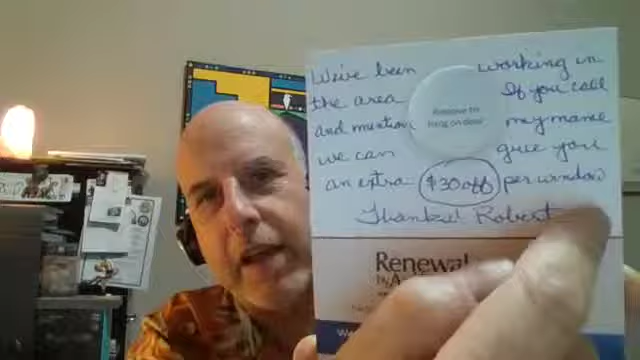 We've been working in
the area If you call
Remove to
hang on door
and mention my name
we can give you
an extra $30 off per window
Thanks! Robert
Renewal
by A